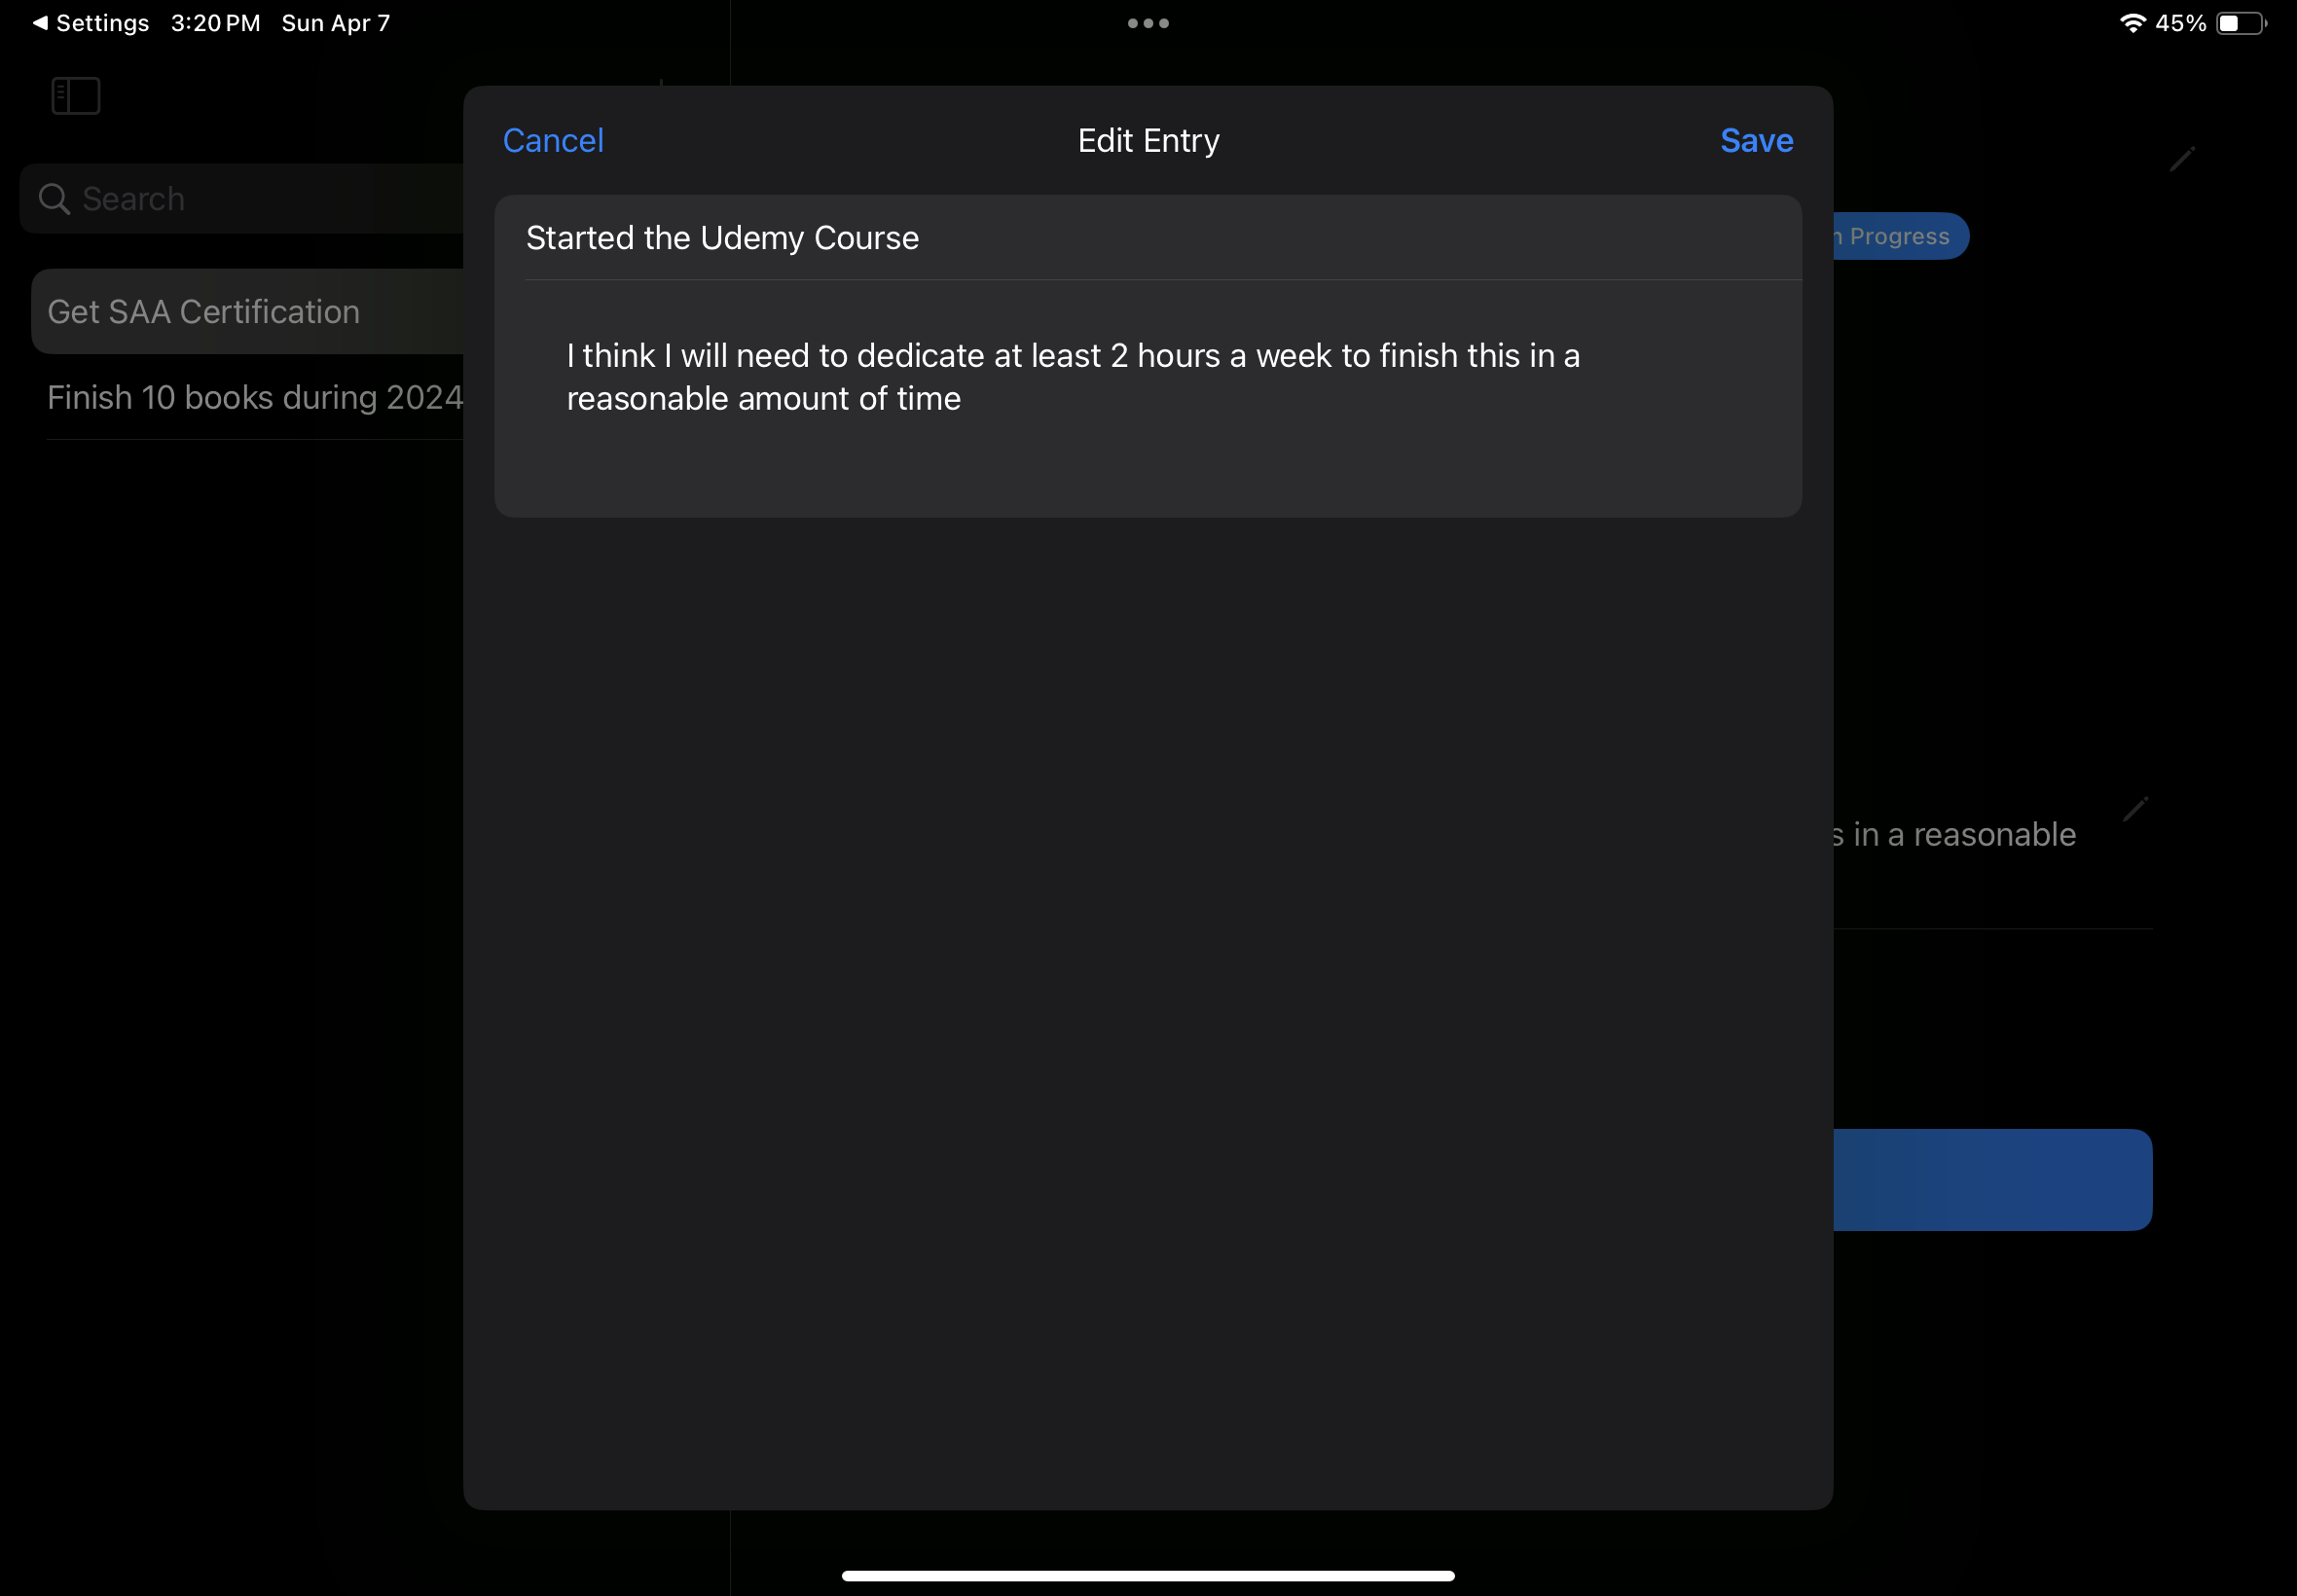 Settings 3:20 PM Sun Apr 7
45%
Cancel
Edit Entry
Save
Search
Started the Udemy Course
Progress
Get SAA Certification
I think I will need to dedicate at least 2 hours a week to finish this in a
reasonable amount of time
Finish 10 books during 2024
in a reasonable